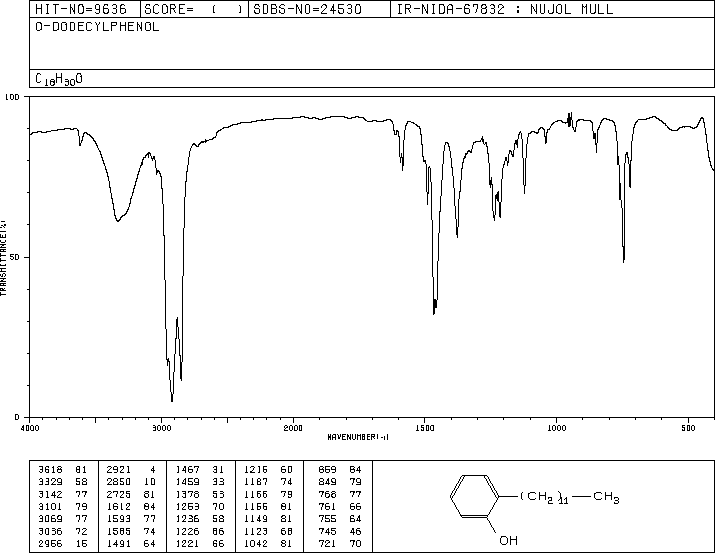 HIT-NO=9636 SCORE= ( ) SDBS-NO=24530 IR-NIDA-67832 : NUJOL MULL
O-DODECYLPHENOL
C18H30O
100
50
0
TRANSMITTANCE(%)
4000 3000 2000 1500 1000 500
WAVENUMBER(-1)
3618 81 2921 4 1467 31 1216 60 859 84
3329 58 2850 10 1459 33 1187 74 849 79
3142 77 2725 81 1378 53 1166 79 768 77
3101 79 1612 84 1253 70 1156 81 761 66
3069 77 1593 77 1236 58 1149 81 755 64
3036 72 1585 74 1226 86 1123 68 745 46
2956 16 1491 64 1221 66 1042 81 721 70
(CH2)11 CH3
OH